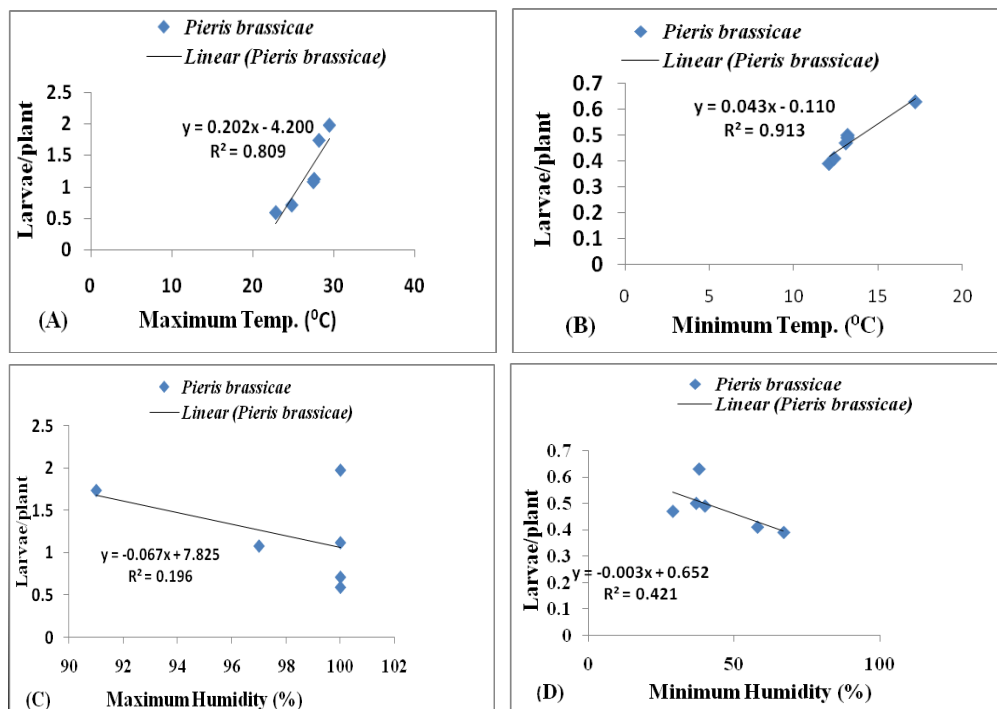 Pieris brassicae
Linear (Pieris brassicae)
Larvae/plant
2.5
2
1.5
1
0.5
0
y = 0.202x - 4.200
R² = 0.809
0 10 20 30 40
(A) Maximum Temp. (⁰C)
Pieris brassicae
Linear (Pieris brassicae)
Larvae/plant
0.7
0.6
0.5
0.4
0.3
0.2
0.1
0
y = 0.043x - 0.110
R² = 0.913
0 5 10 15 20
(B) Minimum Temp. (⁰C)
Pieris brassicae
Linear (Pieris brassicae)
Larvae/plant
2.5
2
1.5
1
0.5
0
y = -0.067x + 7.825
R² = 0.196
90 92 94 96 98 100 102
(C) Maximum Humidity (%)
Pieris brassicae
Linear (Pieris brassicae)
Larvae/plant
0.7
0.6
0.5
0.4
0.3
0.2
0.1
0
y = -0.003x + 0.652
R² = 0.421
0 50 100
(D) Minimum Humidity (%)